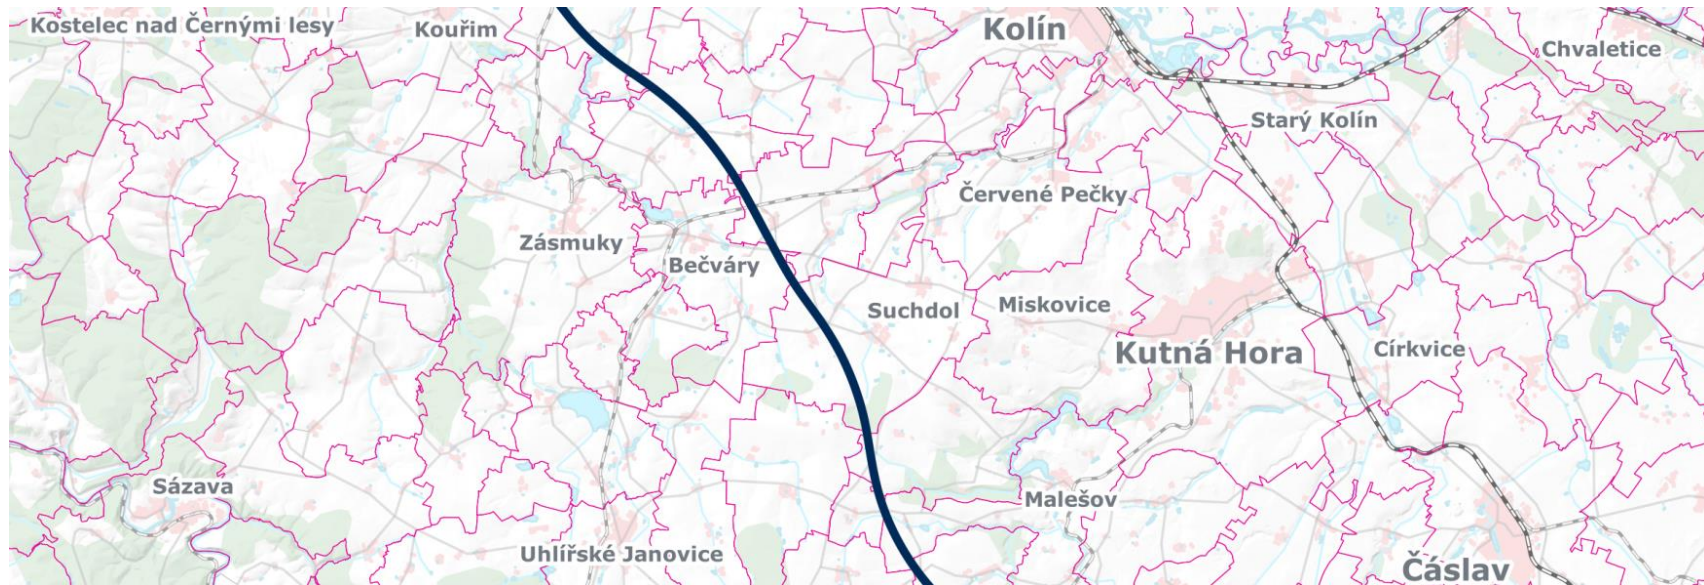 Kostelec nad Černými lesy
Kouřim
Kolín
Chvaletice
Starý Kolín
Červené Pečky
Zásmuky
Bečváry
Suchdol
Miskovice
Kutná Hora
Církvice
Sázava
Malešov
Uhlířské Janovice
Čáslav